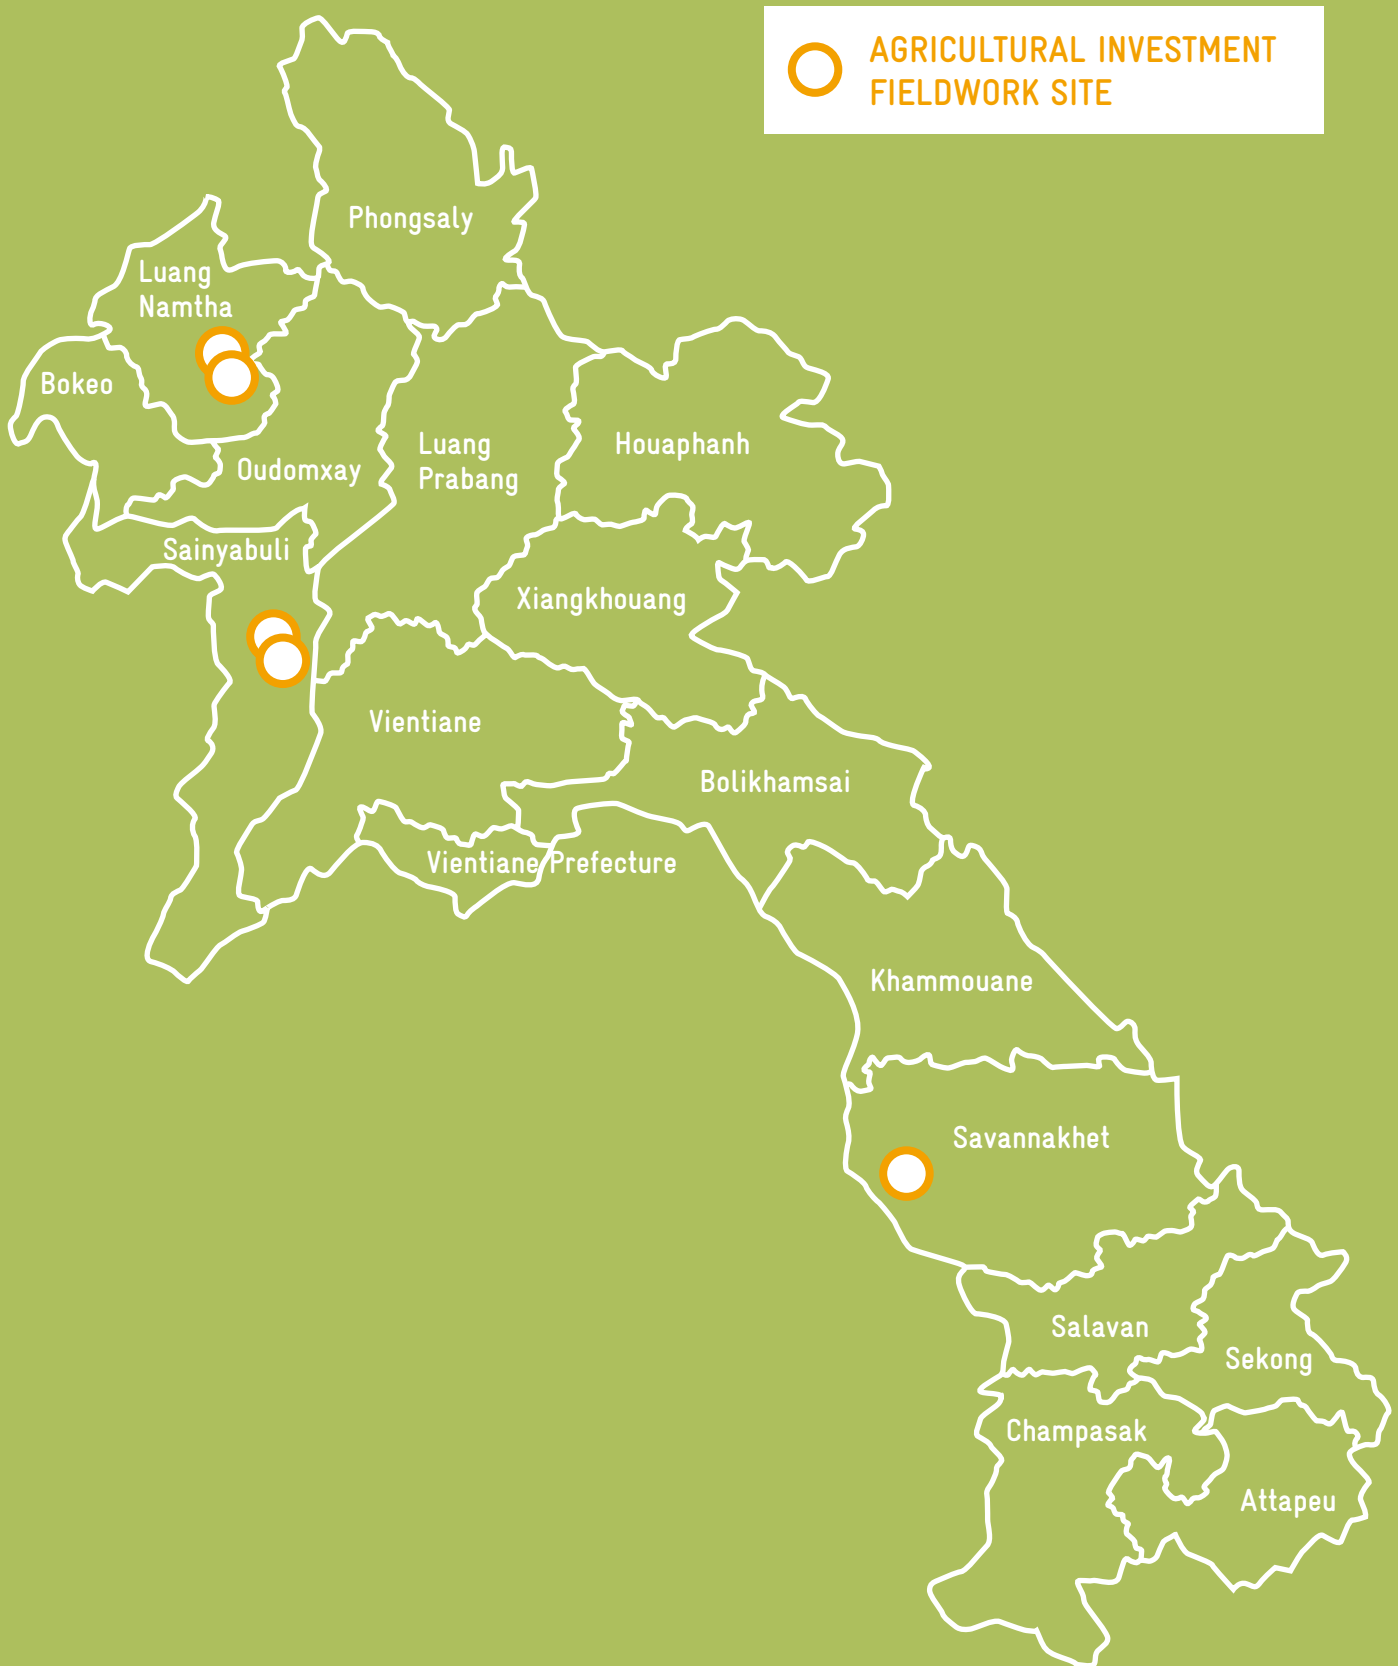 AGRICULTURAL INVESTMENT
FIELDWORK SITE
Phongsaly
Luang
Namtha
Bokeo
Luang
Prabang
Houaphanh
Oudomxay
Sainyabuli
Xiangkhouang
Vientiane
Bolikhamsai
Vientiane Prefecture
Khammouane
Savannakhet
Salavan
Sekong
Champasak
Attapeu